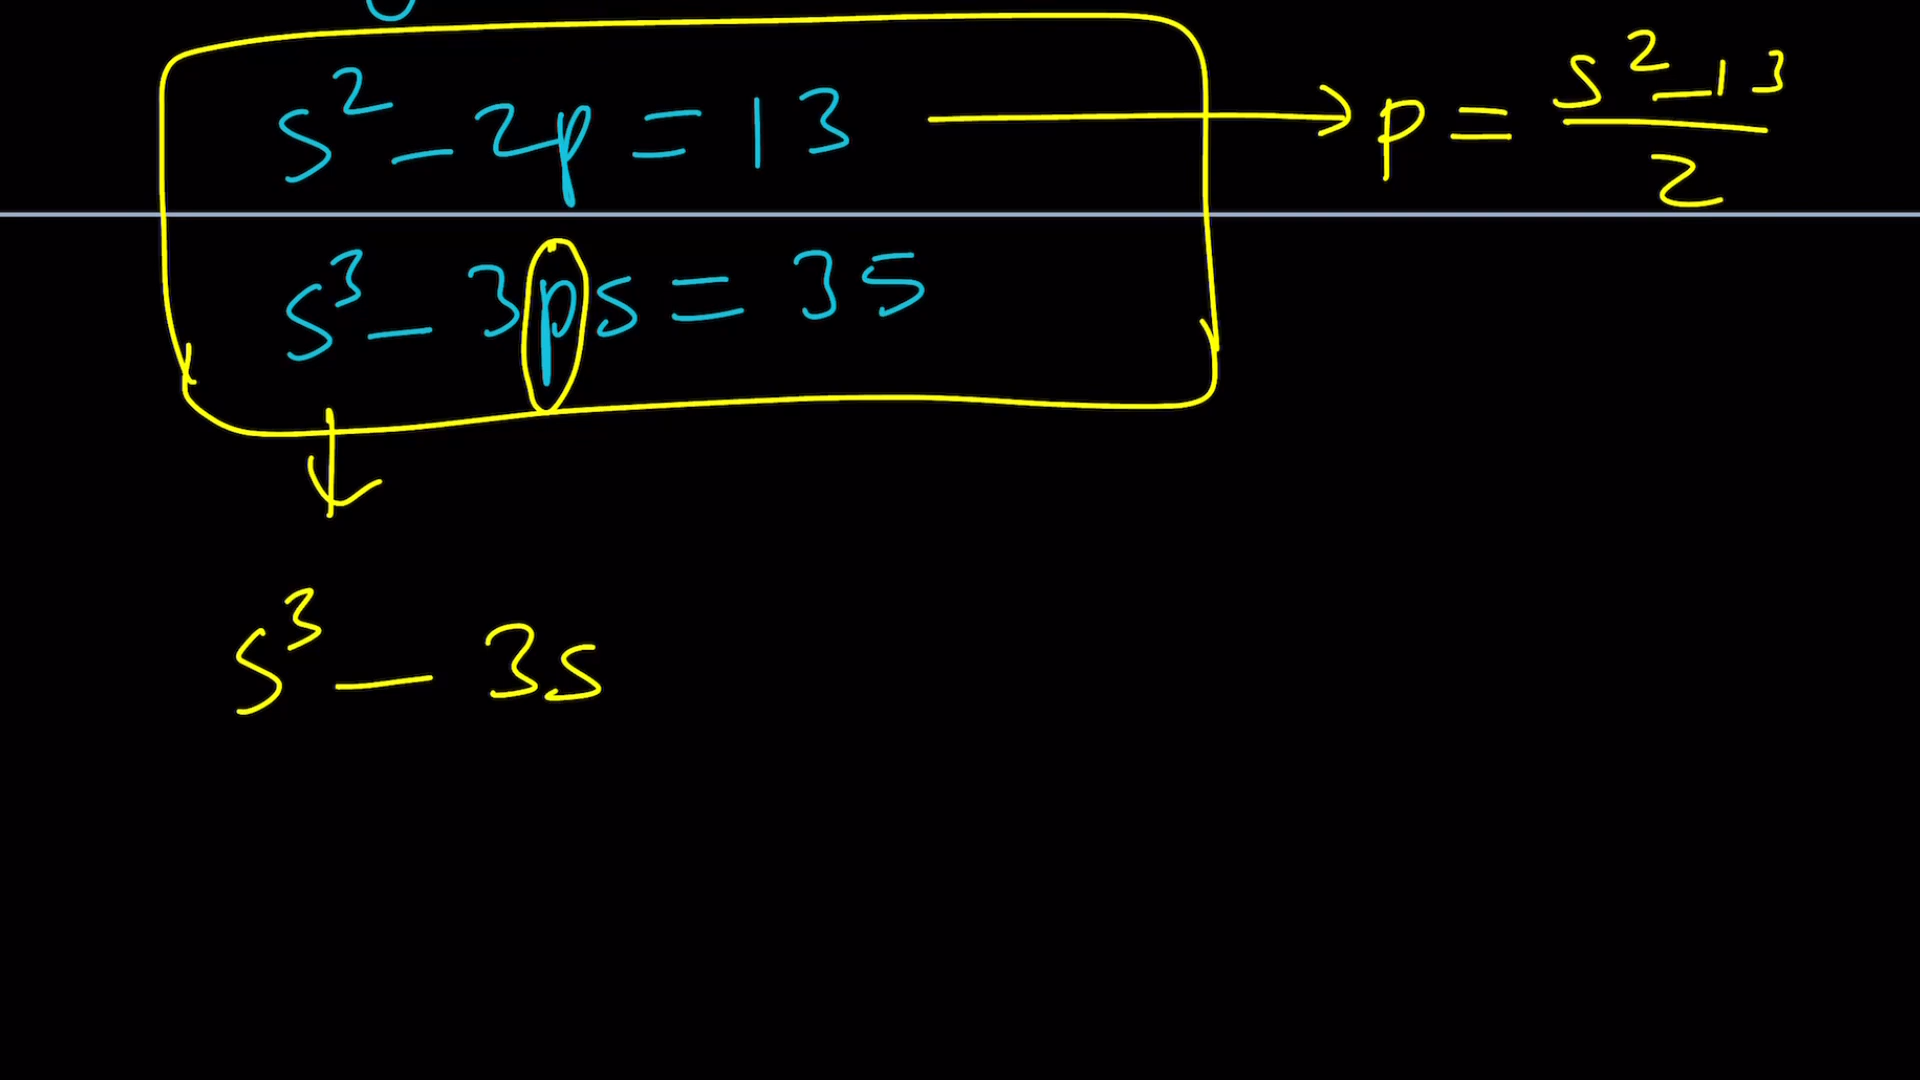 s² - 2p = 13 → p = (s² - 13)/2
s³ - 3ps = 35
s³ - 3s